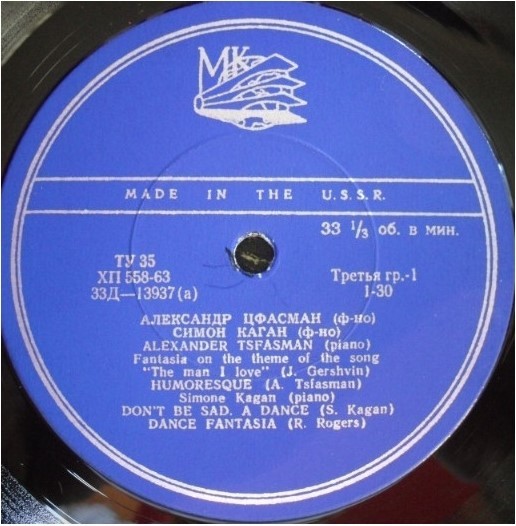 МК
MADE IN THE U.S.S.R.
33 1/3 об. в мин.
ТУ 35
ХП 558-63
33Д—13937(а)
Третья гр.-1
1-30
АЛЕКСАНДР ЦФАСМАН (ф-но)
СИМОН КАГАН (ф-но)
ALEXANDER TSFASMAN (piano)
Fantasia on the theme of the song
"The man I love" (J. Gershvin)
HUMORESQUE (A. Tsfasman)
Simone Kagan (piano)
DON'T BE SAD. A DANCE (S. Kagan)
DANCE FANTASIA (R. Rogers)